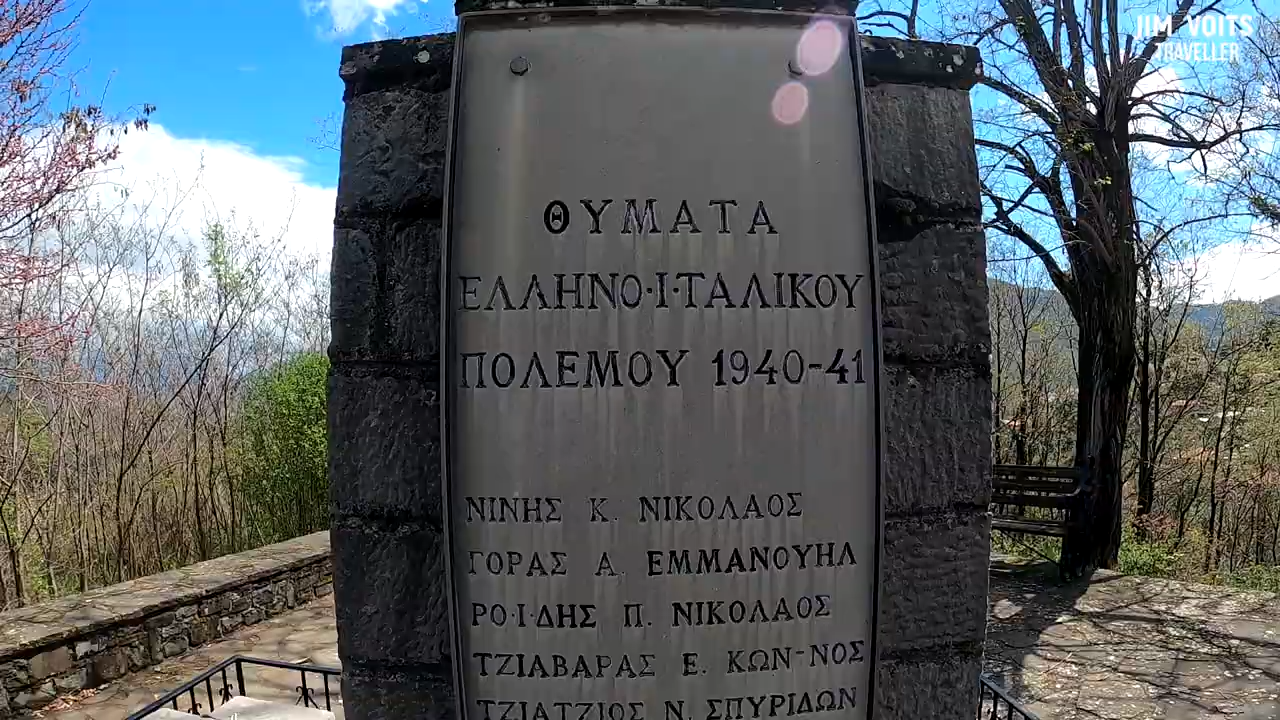 JIM VOITS
TRAVELLER
ΘΥΜΑΤΑ
ΕΛΛΗΝΟ·Ι·ΤΑΛΙΚΟΥ
ΠΟΛΕΜΟΥ 1940-41
ΝΙΝΗΣ Κ. ΝΙΚΟΛΑΟΣ
ΓΟΡΑΣ Α. ΕΜΜΑΝΟΥΗΛ
ΡΟ·Ι·ΔΗΣ Π. ΝΙΚΟΛΑΟΣ
ΤΖΙΑΒΑΡΑΣ Ε. ΚΩΝ-ΝΟΣ
ΤΖΙΑΤΖΙΟΣ Ν. ΣΠΥΡΙΔΩΝ